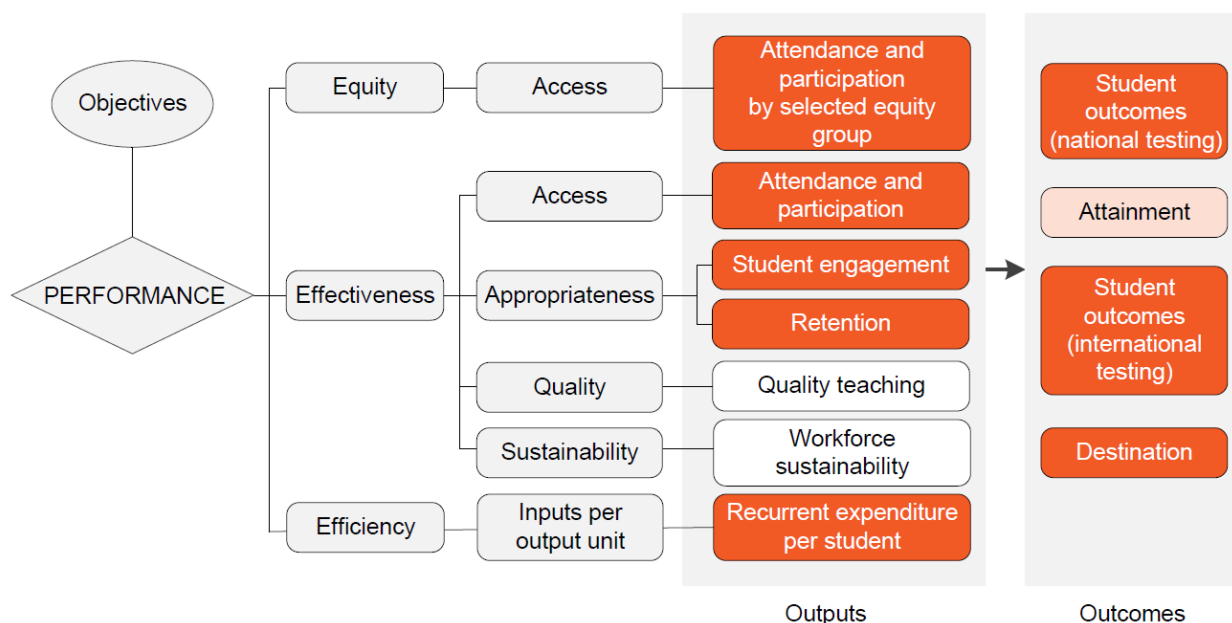 Objectives
PERFORMANCE
Equity
Access
Attendance and
participation
by selected equity
group
Effectiveness
Access
Attendance and
participation
Appropriateness
Student engagement
Retention
Quality
Quality teaching
Sustainability
Workforce
sustainability
Efficiency
Inputs per
output unit
Recurrent expenditure
per student
Outputs
Student
outcomes
(national testing)
Attainment
Student
outcomes
(international
testing)
Destination
Outcomes